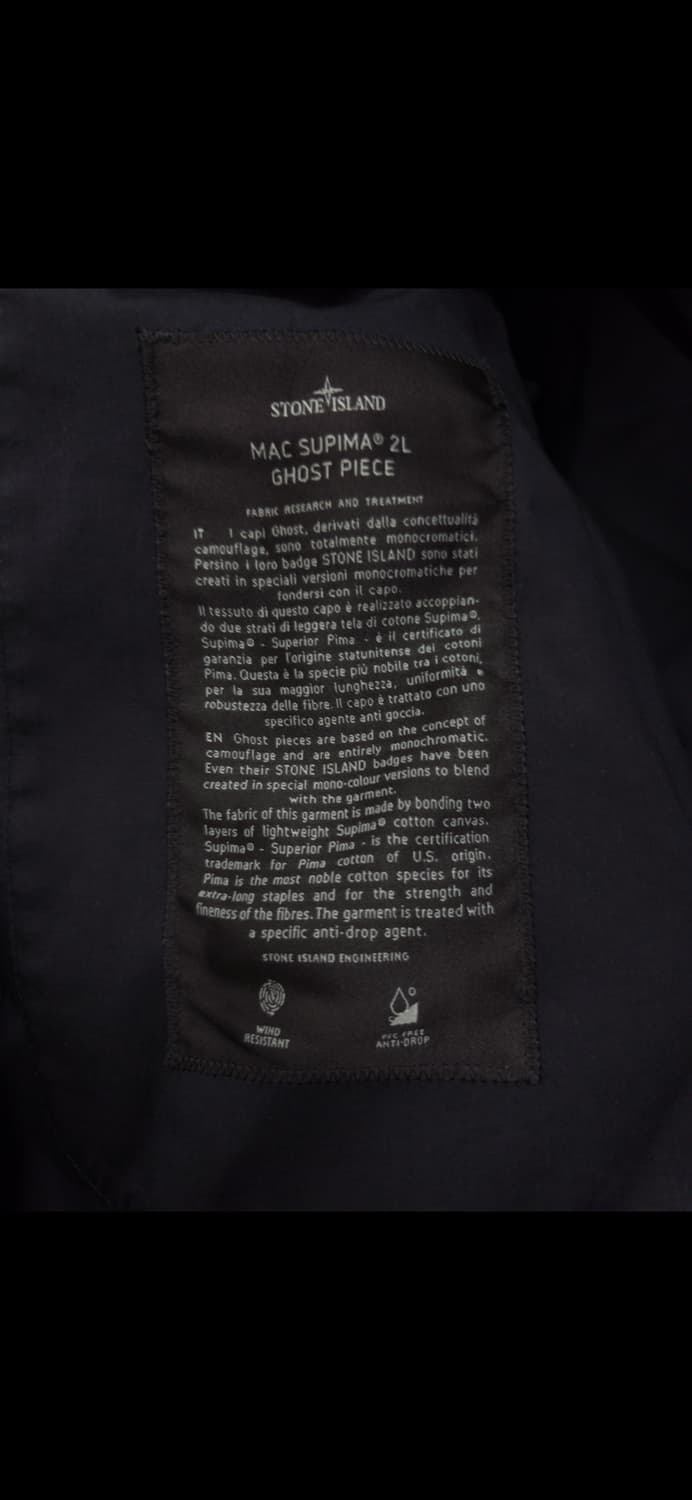 STONE ISLAND
MAC SUPIMA® 2L
GHOST PIECE
FABRIC RESEARCH AND TREATMENT
IT I capi Ghost, derivati dalla concettualità
camouflage, sono totalmente monocromatici.
Persino i loro badge STONE ISLAND sono stati
creati in speciali versioni monocromatiche per
fondersi con il capo.
Il tessuto di questo capo è realizzato accoppian-
do due strati di leggera tela di cotone Supima®.
Supima® - Superior Pima - è il certificato di
garanzia per l'origine statunitense dei cotoni
Pima. Questa è la specie più nobile tra i cotoni,
per la sua maggior lunghezza, uniformità e
robustezza delle fibre. Il capo è trattato con uno
specifico agente anti goccia.
EN Ghost pieces are based on the concept of
camouflage and are entirely monochromatic.
Even their STONE ISLAND badges have been
created in special mono-colour versions to blend
with the garment.
The fabric of this garment is made by bonding two
layers of lightweight Supima® cotton canvas.
Supima® - Superior Pima - is the certification
trademark for Pima cotton of U.S. origin.
Pima is the most noble cotton species for its
extra-long staples and for the strength and
fineness of the fibres. The garment is treated with
a specific anti-drop agent.
STONE ISLAND ENGINEERING
WIND
RESISTANT
PFC FREE
ANTI-DROP